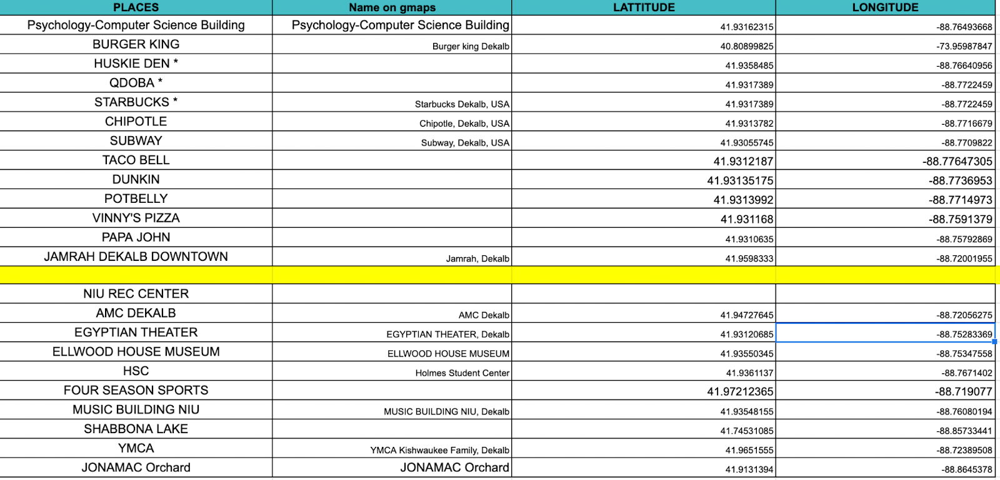 PLACES Name on gmaps LATTITUDE LONGITUDE
Psychology-Computer Science Building Psychology-Computer Science Building 41.93162315 -88.76493668
BURGER KING Burger king Dekalb 40.80899825 -73.95987847
HUSKIE DEN * 41.9358485 -88.76640956
QDOBA * 41.9317389 -88.7722459
STARBUCKS * Starbucks Dekalb, USA 41.9317389 -88.7722459
CHIPOTLE Chipotle, Dekalb, USA 41.9313782 -88.7716679
SUBWAY Subway, Dekalb, USA 41.93055745 -88.7709822
TACO BELL 41.9312187 -88.77647305
DUNKIN 41.93135175 -88.7736953
POTBELLY 41.9313992 -88.7714973
VINNY'S PIZZA 41.931168 -88.7591379
PAPA JOHN 41.9310635 -88.75792869
JAMRAH DEKALB DOWNTOWN Jamrah, Dekalb 41.9598333 -88.72001955
NIU REC CENTER
AMC DEKALB AMC Dekalb 41.94727645 -88.72056275
EGYPTIAN THEATER EGYPTIAN THEATER, Dekalb 41.93120685 -88.75283369
ELLWOOD HOUSE MUSEUM ELLWOOD HOUSE MUSEUM 41.93550345 -88.75347558
HSC Holmes Student Center 41.9361137 -88.7671402
FOUR SEASON SPORTS 41.97212365 -88.719077
MUSIC BUILDING NIU MUSIC BUILDING NIU, Dekalb 41.93548155 -88.76080194
SHABBONA LAKE 41.74531085 -88.85733441
YMCA YMCA Kishwaukee Family, Dekalb 41.9651555 -88.72389508
JONAMAC Orchard JONAMAC Orchard 41.9131394 -88.8645378